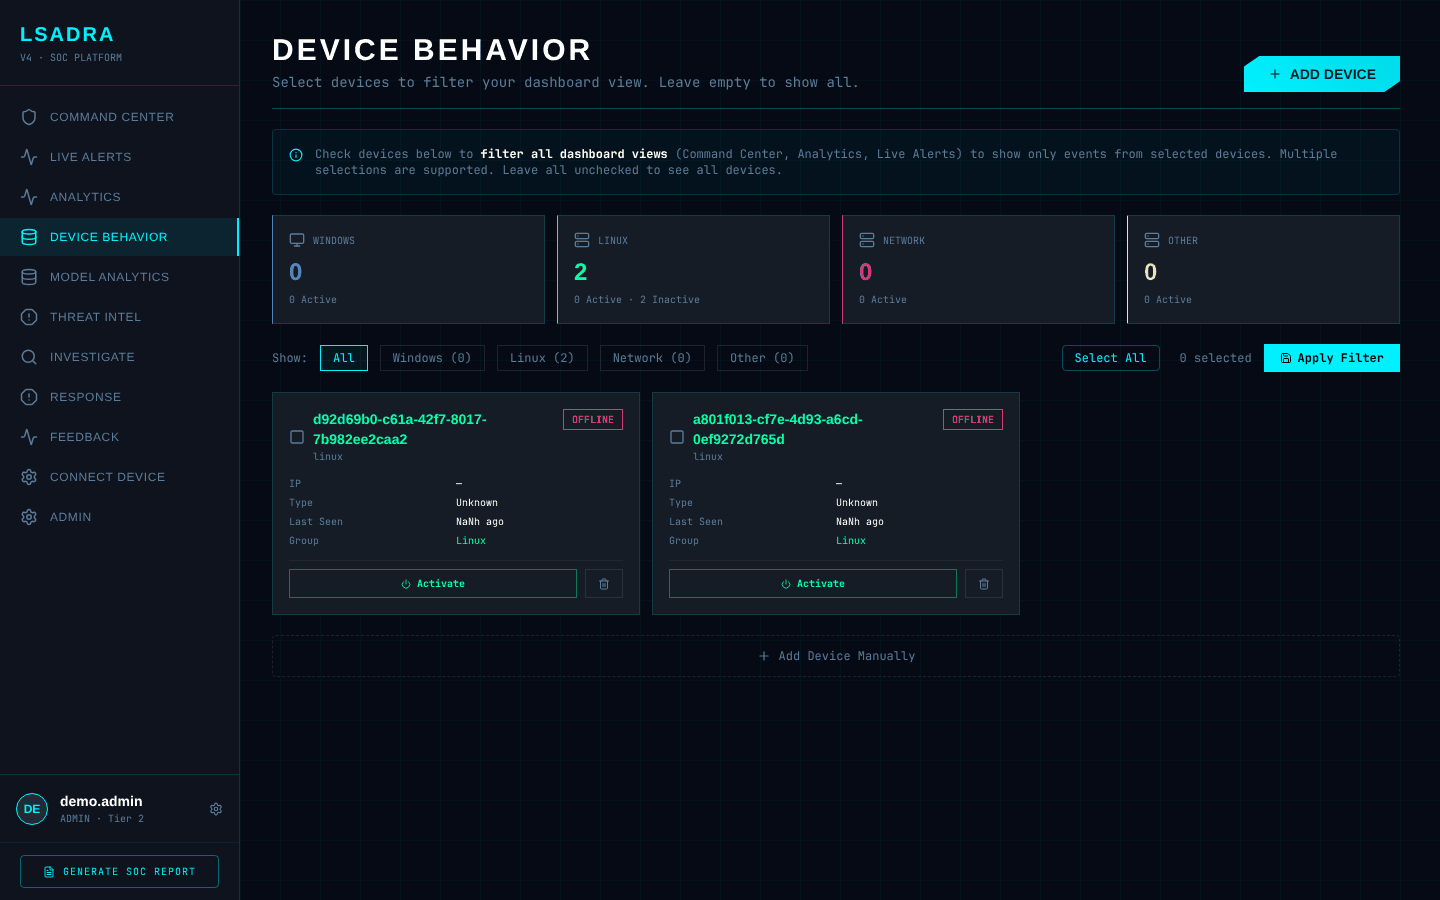 LSADRA
V4 · SOC PLATFORM
COMMAND CENTER
LIVE ALERTS
ANALYTICS
DEVICE BEHAVIOR
MODEL ANALYTICS
THREAT INTEL
INVESTIGATE
RESPONSE
FEEDBACK
CONNECT DEVICE
ADMIN
DE
demo.admin
ADMIN · Tier 2
GENERATE SOC REPORT
DEVICE BEHAVIOR
Select devices to filter your dashboard view. Leave empty to show all.
ADD DEVICE
Check devices below to filter all dashboard views (Command Center, Analytics, Live Alerts) to show only events from selected devices. Multiple
selections are supported. Leave all unchecked to see all devices.
WINDOWS
0
0 Active
LINUX
2
0 Active · 2 Inactive
NETWORK
0
0 Active
OTHER
0
0 Active
Show: All Windows (0) Linux (2) Network (0) Other (0) Select All 0 selected Apply Filter
d92d69b0-c61a-42f7-8017-
7b982ee2caa2
linux
OFFLINE
IP —
Type Unknown
Last Seen NaNh ago
Group Linux
Activate
a801f013-cf7e-4d93-a6cd-
0ef9272d765d
linux
OFFLINE
IP —
Type Unknown
Last Seen NaNh ago
Group Linux
Activate
Add Device Manually